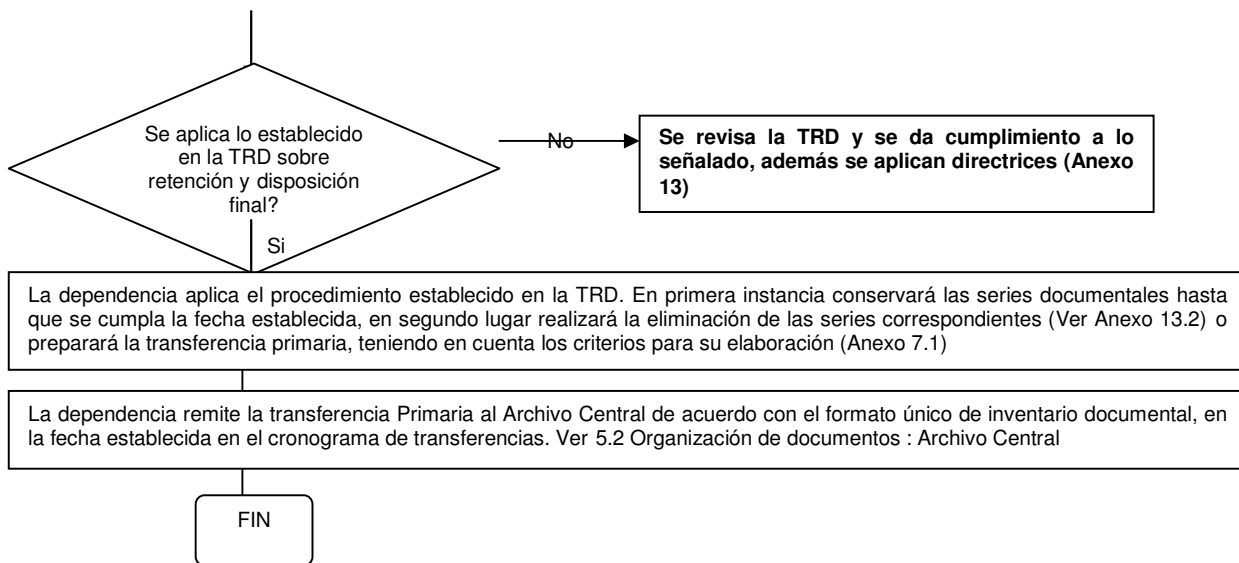 Se aplica lo establecido
en la TRD sobre
retención y disposición
final?
No
Se revisa la TRD y se da cumplimiento a lo
señalado, además se aplican directrices (Anexo
13)
Si
La dependencia aplica el procedimiento establecido en la TRD. En primera instancia conservará las series documentales hasta
que se cumpla la fecha establecida, en segundo lugar realizará la eliminación de las series correspondientes (Ver Anexo 13.2) o
preparará la transferencia primaria, teniendo en cuenta los criterios para su elaboración (Anexo 7.1)
La dependencia remite la transferencia Primaria al Archivo Central de acuerdo con el formato único de inventario documental, en
la fecha establecida en el cronograma de transferencias. Ver 5.2 Organización de documentos : Archivo Central
FIN